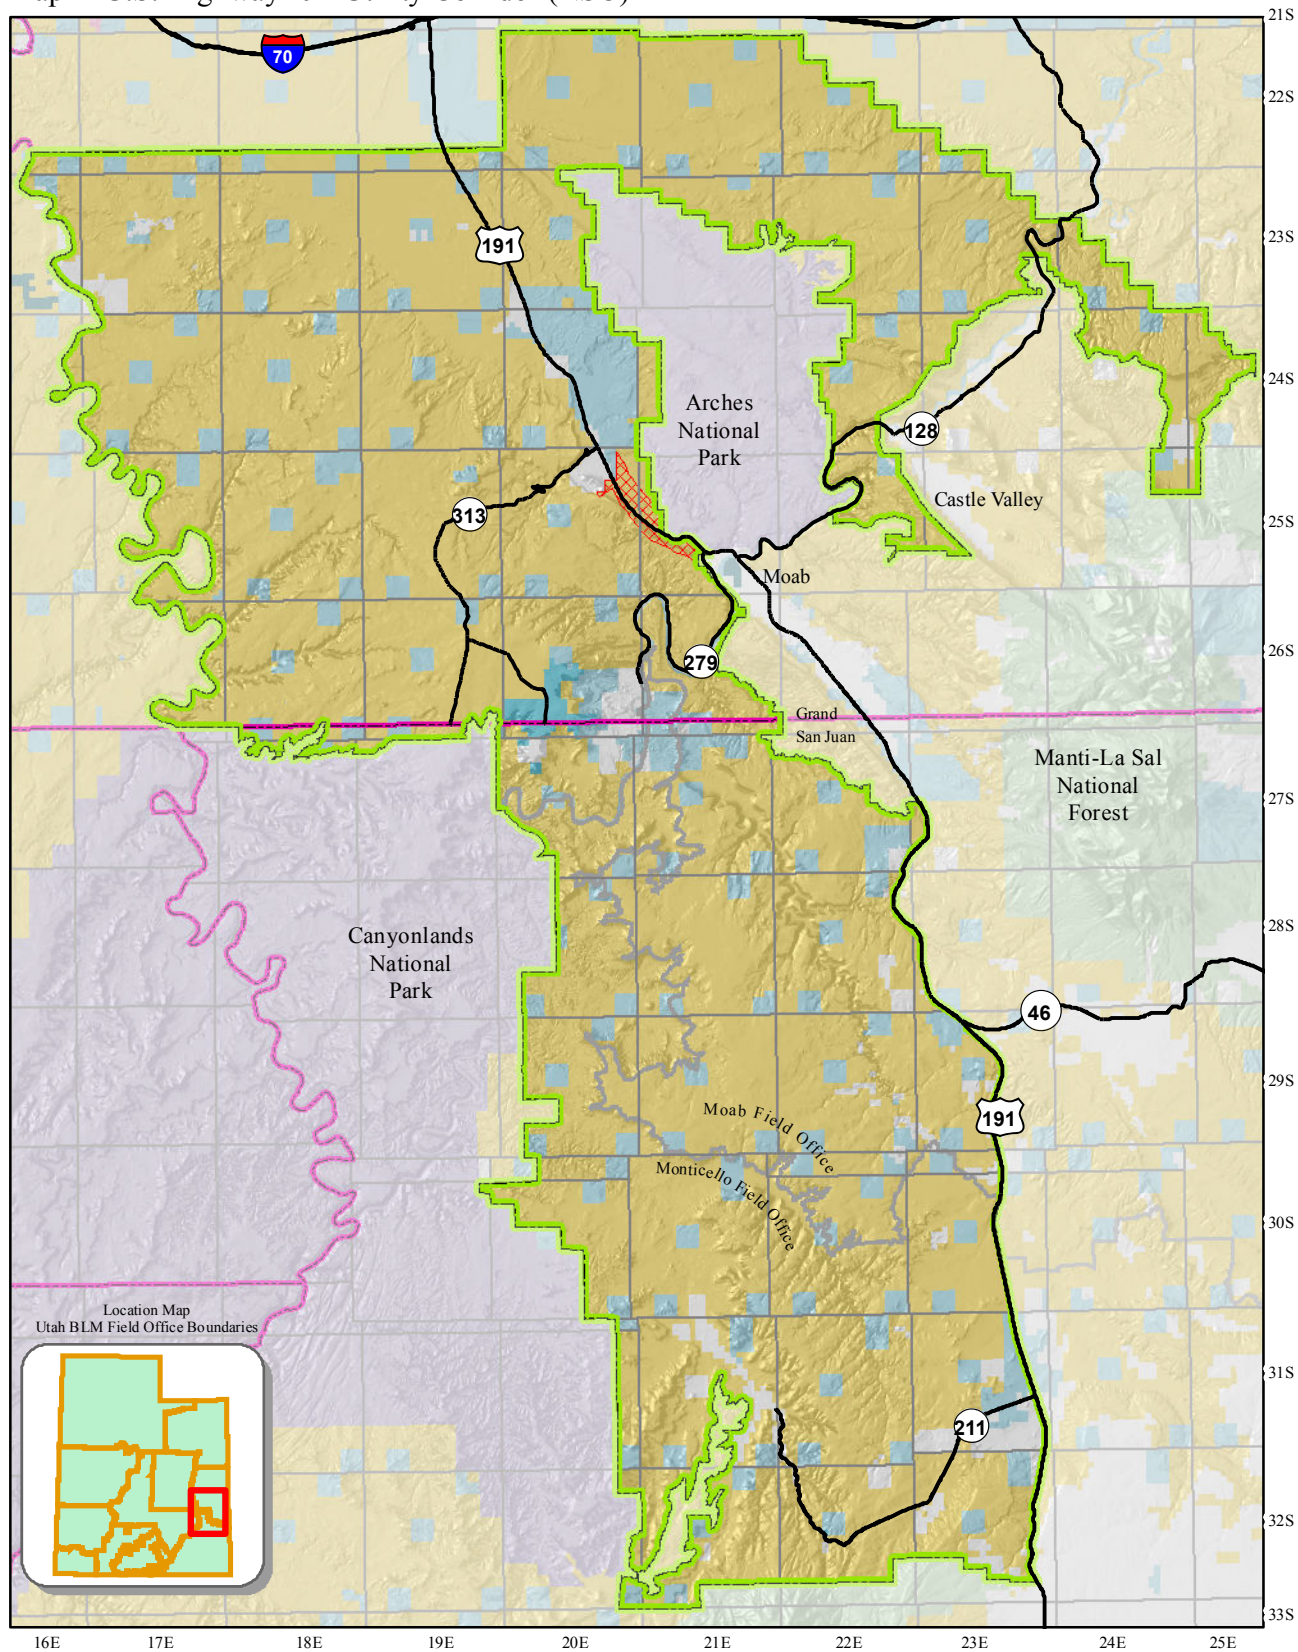 21S
70
22S
191
23S
24S
Arches
National
Park
128
Castle Valley
313
25S
Moab
279
26S
Grand
San Juan
Manti-La Sal
National
Forest
27S
Canyonlands
National
Park
28S
46
29S
191
Moab Field Office
Monticello Field Office
30S
Location Map
Utah BLM Field Office Boundaries
31S
211
32S
33S
16E 17E 18E 19E 20E 21E 22E 23E 24E 25E